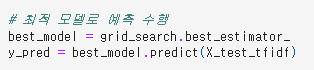 # 최적 모델로 예측 수행
best_model = grid_search.best_estimator_
y_pred = best_model.predict(X_test_tfidf)